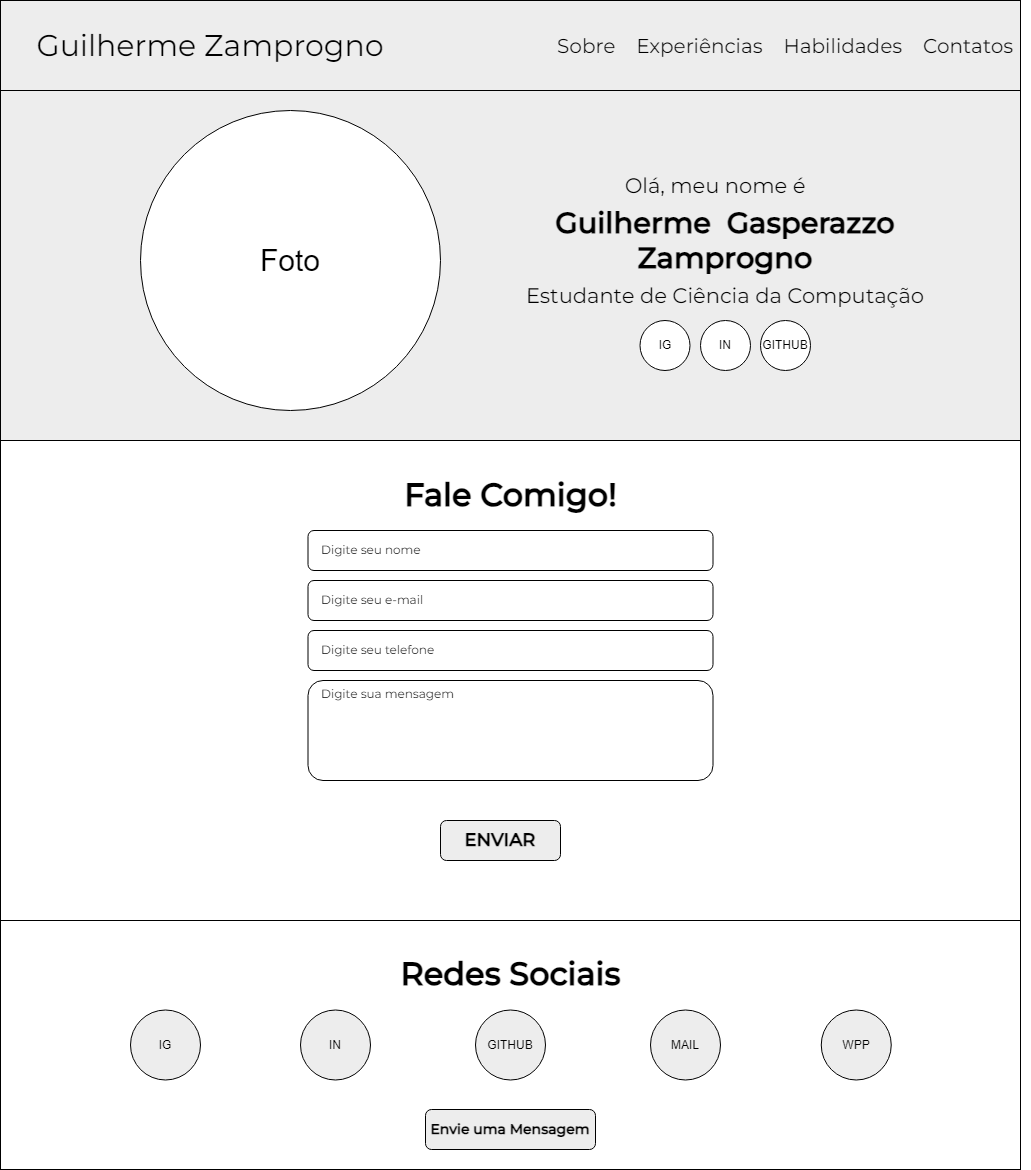 Guilherme Zamprogno
Sobre Experiências Habilidades Contatos
Foto
Olá, meu nome é
Guilherme Gasperazzo
Zamprogno
Estudante de Ciência da Computação
IG
IN
GITHUB
Fale Comigo!
Digite seu nome
Digite seu e-mail
Digite seu telefone
Digite sua mensagem
ENVIAR
Redes Sociais
IG
IN
GITHUB
MAIL
WPP
Envie uma Mensagem